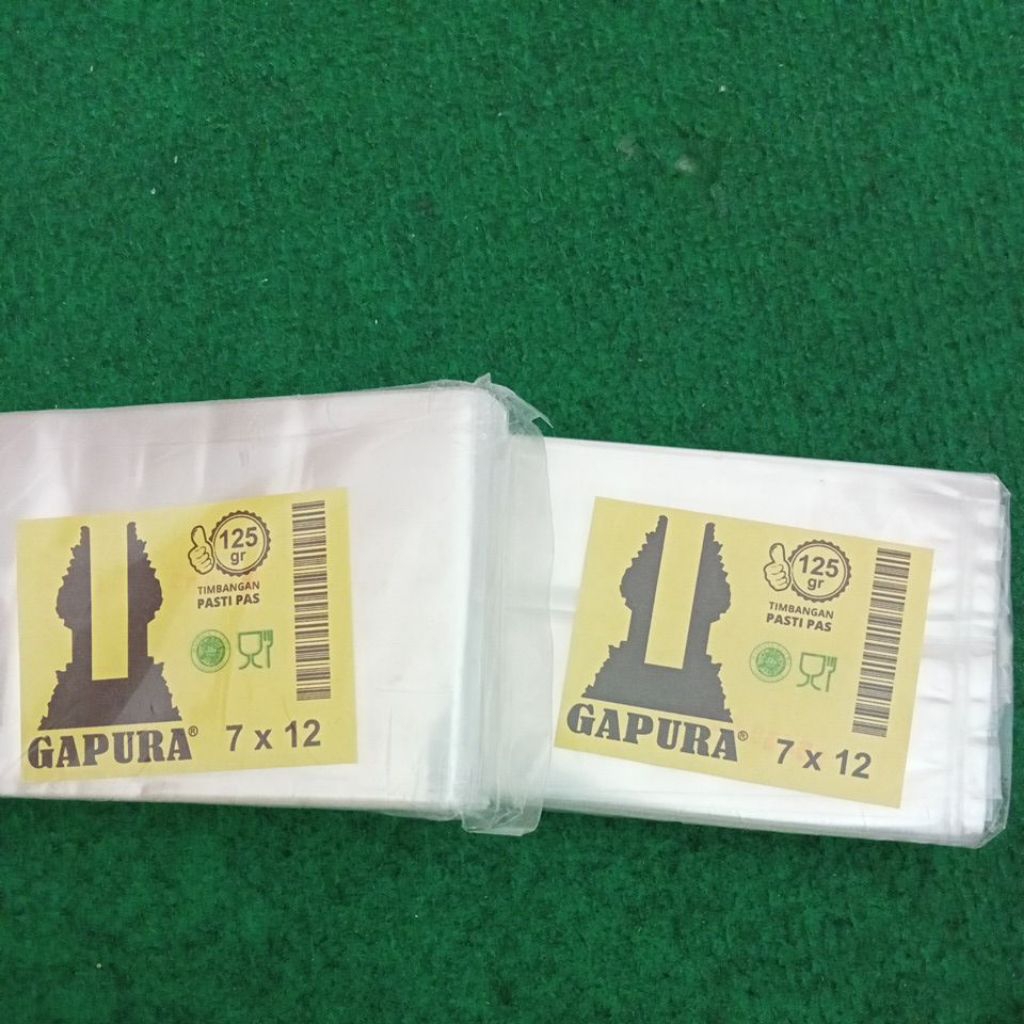 125
gr
TIMBANGAN
PASTI PAS
GAPURA®
7 x 12
125
gr
TIMBANGAN
PASTI PAS
GAPURA®
7 x 12